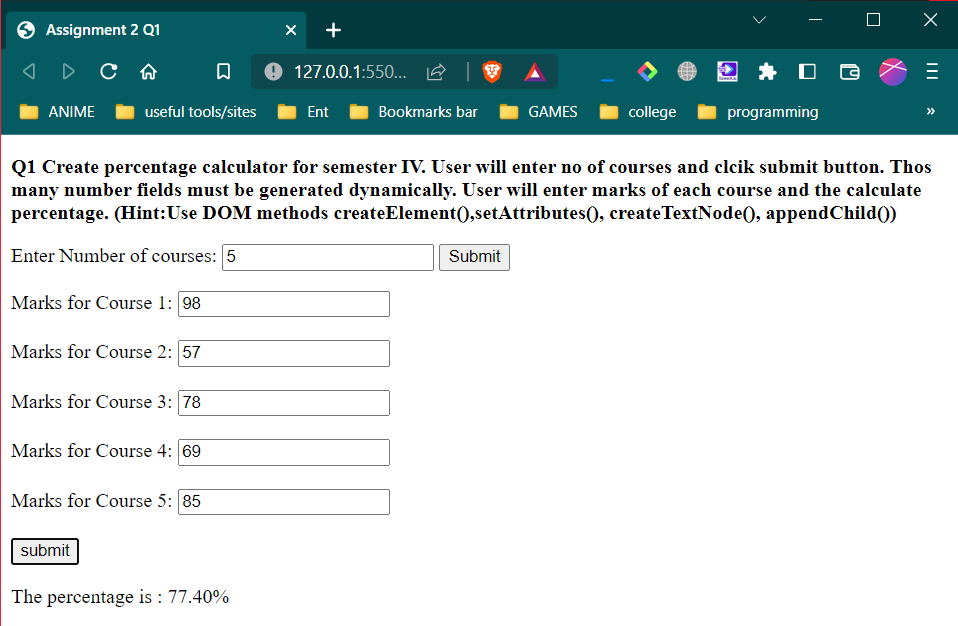 Assignment 2 Q1
127.0.0.1:550...
ANIME useful tools/sites Ent Bookmarks bar GAMES college programming »
Q1 Create percentage calculator for semester IV. User will enter no of courses and clcik submit button. Thos
many number fields must be generated dynamically. User will enter marks of each course and the calculate
percentage. (Hint:Use DOM methods createElement(),setAttributes(), createTextNode(), appendChild())
Enter Number of courses: 5 Submit
Marks for Course 1: 98
Marks for Course 2: 57
Marks for Course 3: 78
Marks for Course 4: 69
Marks for Course 5: 85
submit
The percentage is : 77.40%